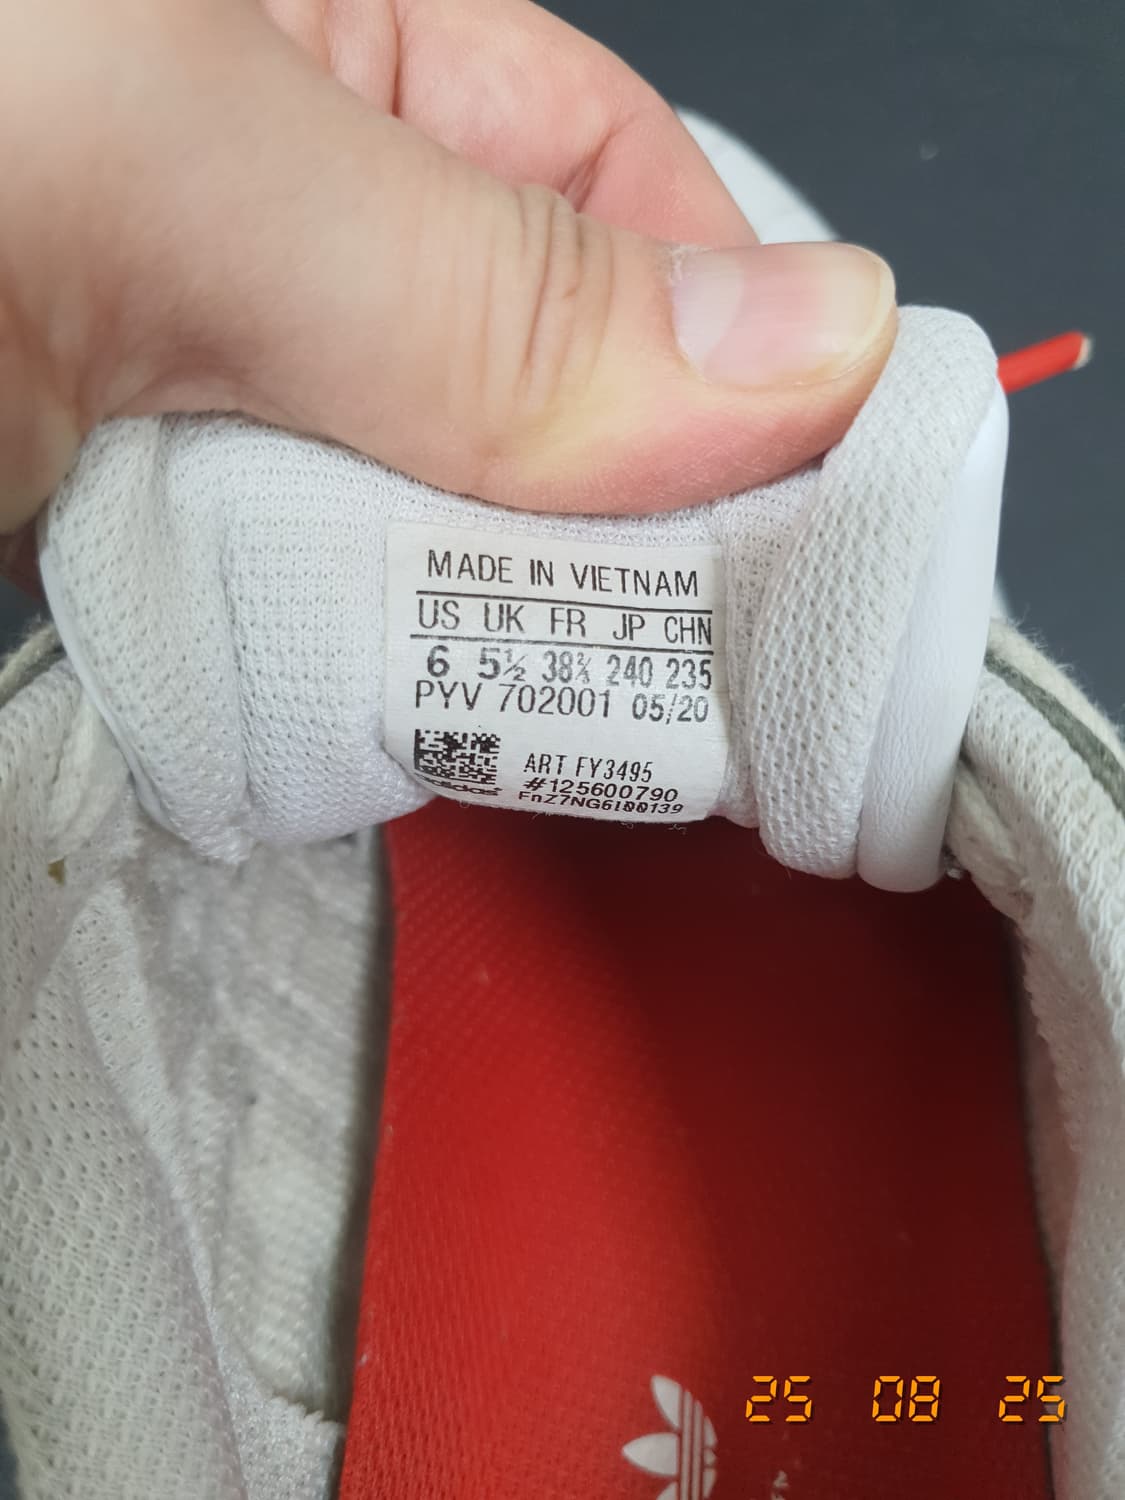 MADE IN VIETNAM
US UK FR JP CHN
6 5½ 38⅔ 240 235
PYV 702001 05/20
ART FY3495
#125600790
adidas
25 08 25